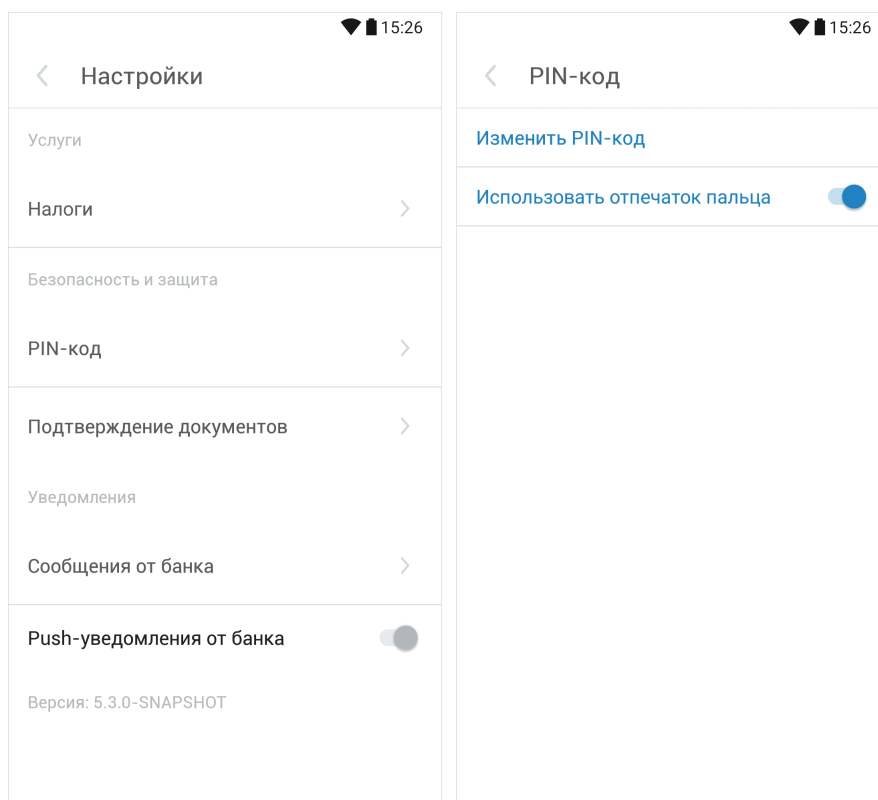 15:26
Настройки
Услуги
Налоги
Безопасность и защита
PIN-код
Подтверждение документов
Уведомления
Сообщения от банка
Push-уведомления от банка
Версия: 5.3.0-SNAPSHOT
15:26
PIN-код
Изменить PIN-код
Использовать отпечаток пальца